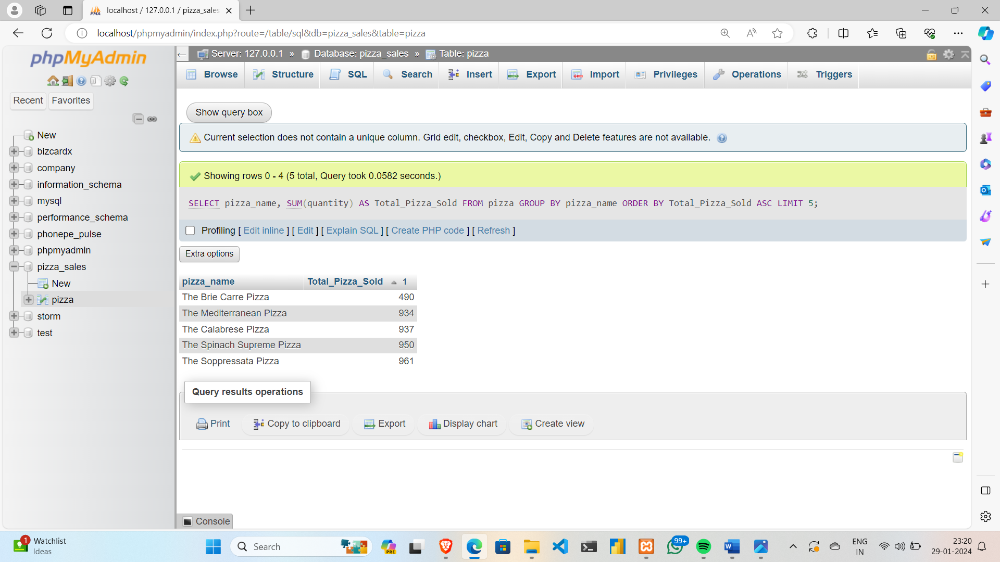 localhost / 127.0.0.1 / pizza_sales
localhost/phpmyadmin/index.php?route=/table/sql&db=pizza_sales&table=pizza
phpMyAdmin
Recent
Favorites
New
bizcardx
company
information_schema
mysql
performance_schema
phonepe_pulse
phpmyadmin
pizza_sales
New
pizza
storm
test
Server: 127.0.0.1 » Database: pizza_sales » Table: pizza
Browse Structure SQL Search Insert Export Import Privileges Operations Triggers
Show query box
Current selection does not contain a unique column. Grid edit, checkbox, Edit, Copy and Delete features are not available.
Showing rows 0 - 4 (5 total, Query took 0.0582 seconds.)
SELECT pizza_name, SUM(quantity) AS Total_Pizza_Sold FROM pizza GROUP BY pizza_name ORDER BY Total_Pizza_Sold ASC LIMIT 5;
Profiling [ Edit inline ] [ Edit ] [ Explain SQL ] [ Create PHP code ] [ Refresh ]
Extra options
pizza_name Total_Pizza_Sold 1
The Brie Carre Pizza 490
The Mediterranean Pizza 934
The Calabrese Pizza 937
The Spinach Supreme Pizza 950
The Soppressata Pizza 961
Query results operations
Print Copy to clipboard Export Display chart Create view
Console
1
Watchlist
Ideas
Search
PRE
99+
ENG
IN
23:20
29-01-2024